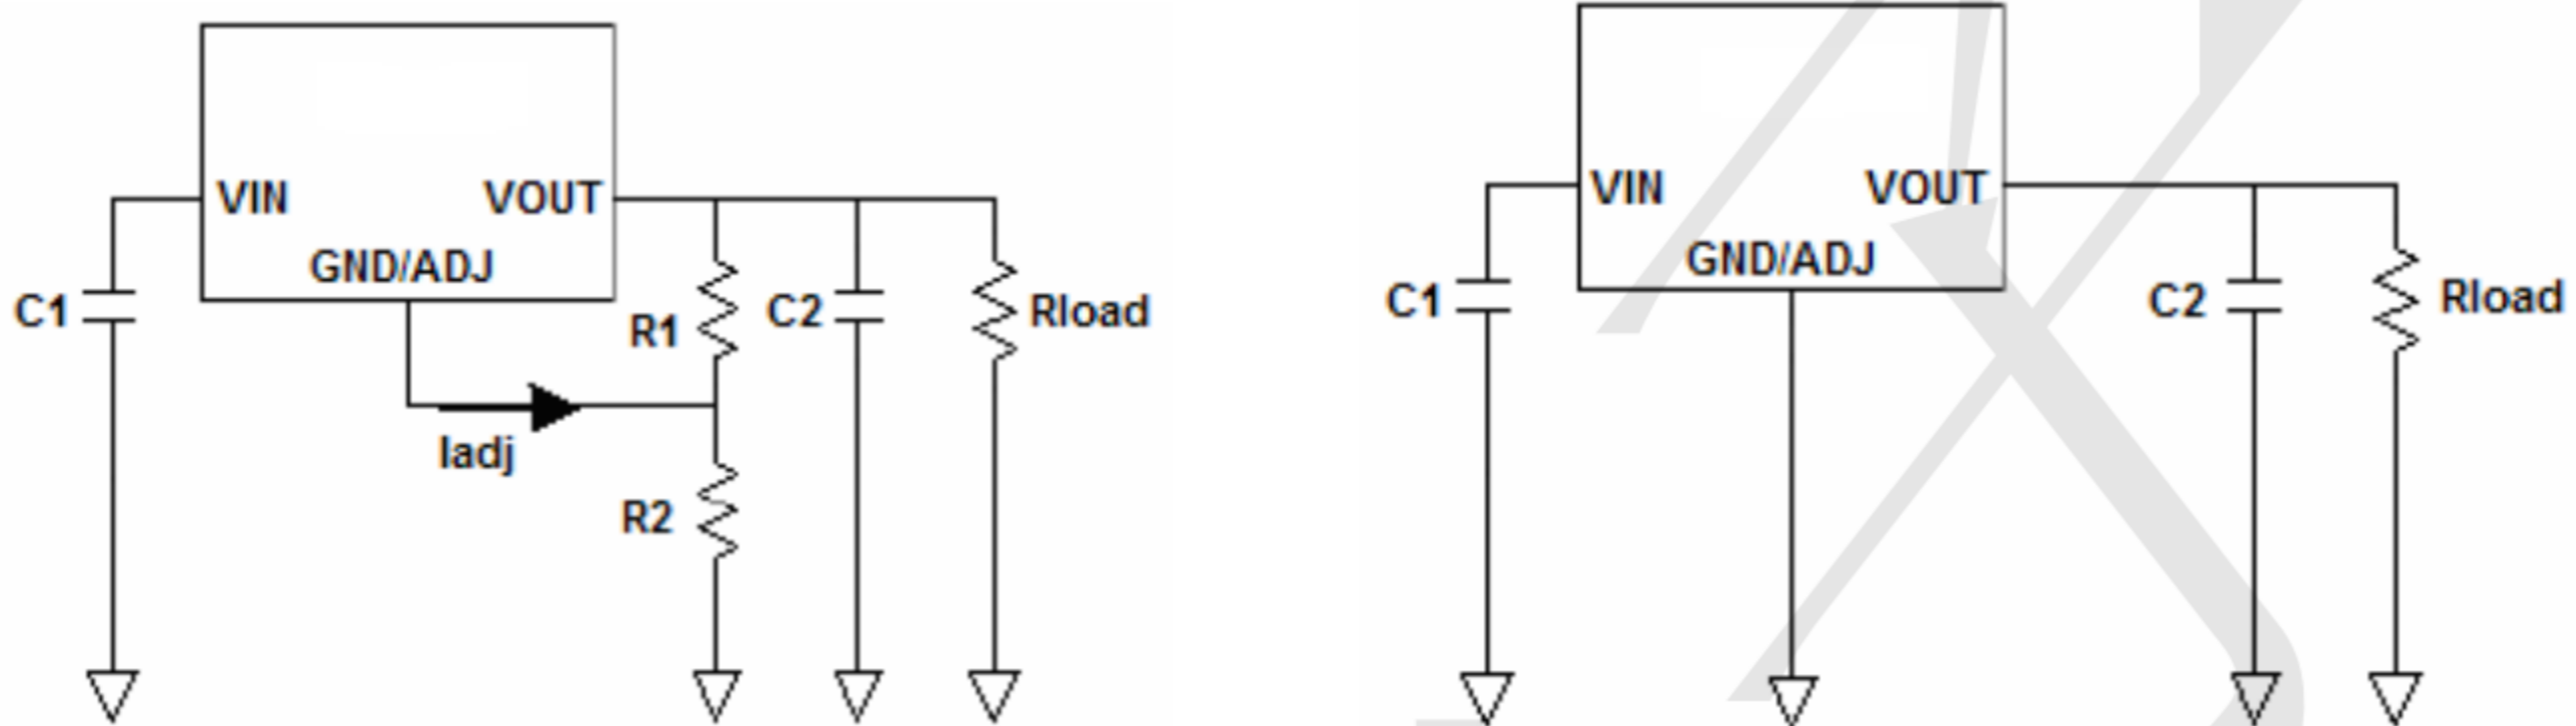 VIN VOUT
GND/ADJ
C1
R1
C2
Rload
Iadj
R2
VIN VOUT
GND/ADJ
C1
C2
Rload